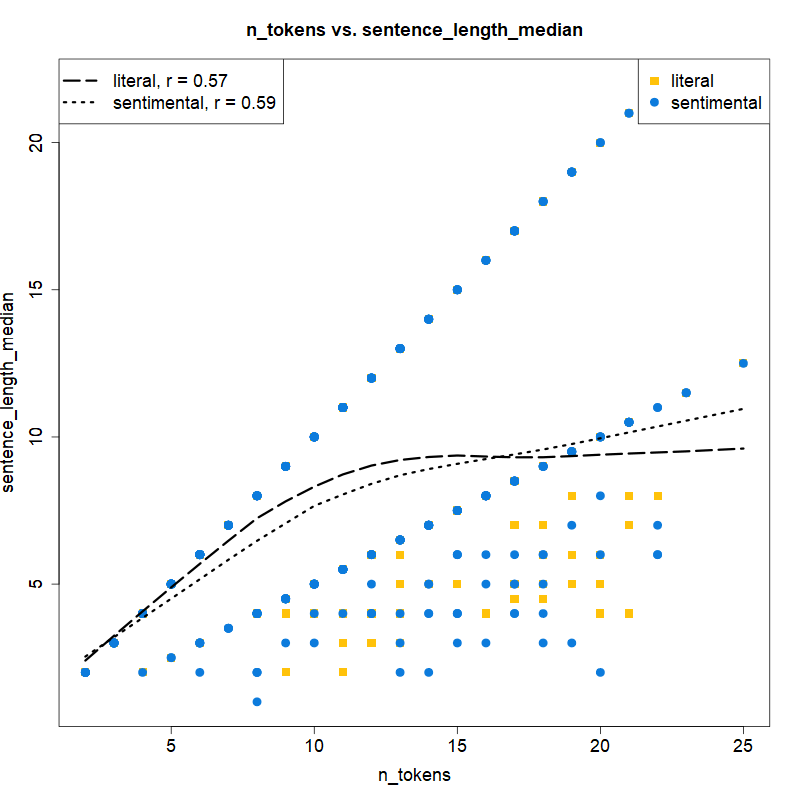 n_tokens vs. sentence_length_median
literal, r = 0.57
sentimental, r = 0.59
literal
sentimental
sentence_length_median
20
15
10
5
5 10 15 20 25
n_tokens